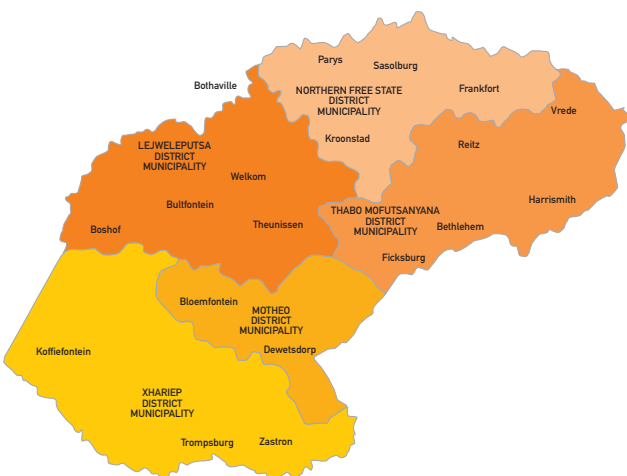 Parys
Sasolburg
Bothaville
NORTHERN FREE STATE
DISTRICT
MUNICIPALITY
Frankfort
Vrede
Kroonstad
Reitz
LEJWELEPUTSA
DISTRICT
MUNICIPALITY
Welkom
Bultfontein
Theunissen
Boshof
THABO MOFUTSANYANA
DISTRICT
MUNICIPALITY
Harrismith
Bethlehem
Ficksburg
Bloemfontein
MOTHEO
DISTRICT
MUNICIPALITY
Dewetsdorp
Koffiefontein
XHARIEP
DISTRICT
MUNICIPALITY
Trompsburg
Zastron